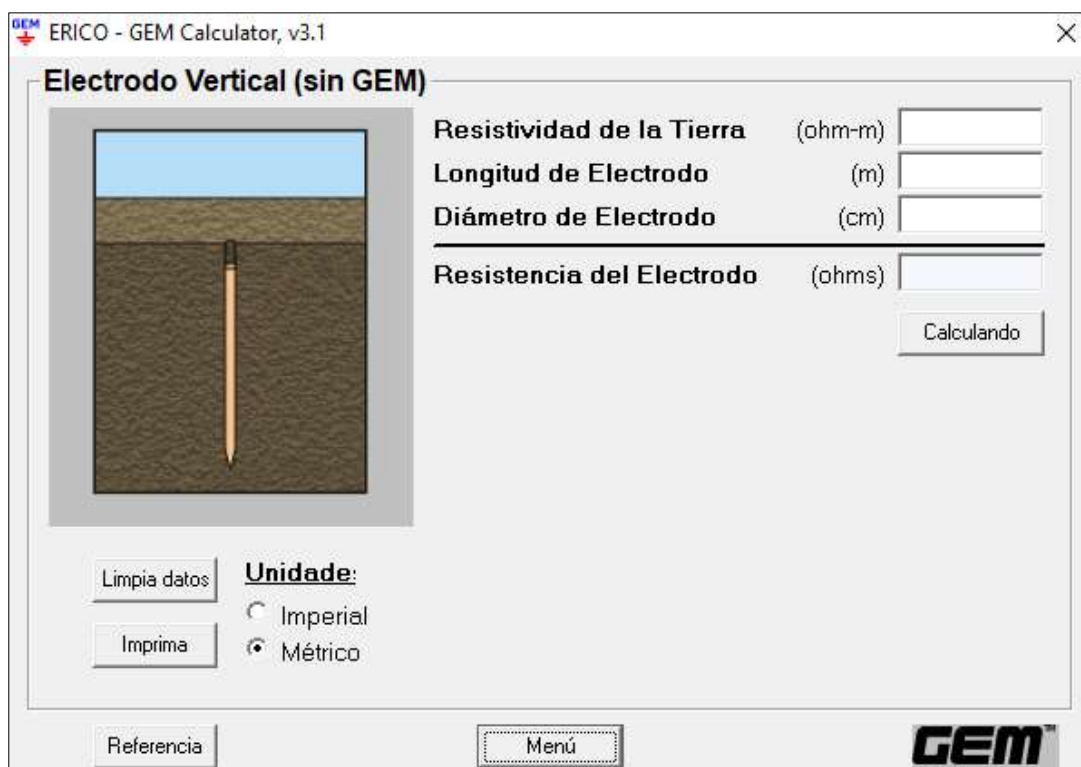 GEM ERICO - GEM Calculator, v3.1
Electrodo Vertical (sin GEM)
Resistividad de la Tierra (ohm-m)
Longitud de Electrodo (m)
Diámetro de Electrodo (cm)
Resistencia del Electrodo (ohms)
Calculando
Limpia datos
Unidade:
Imperial
Imprima
Métrico
Referencia
Menú
GEM™